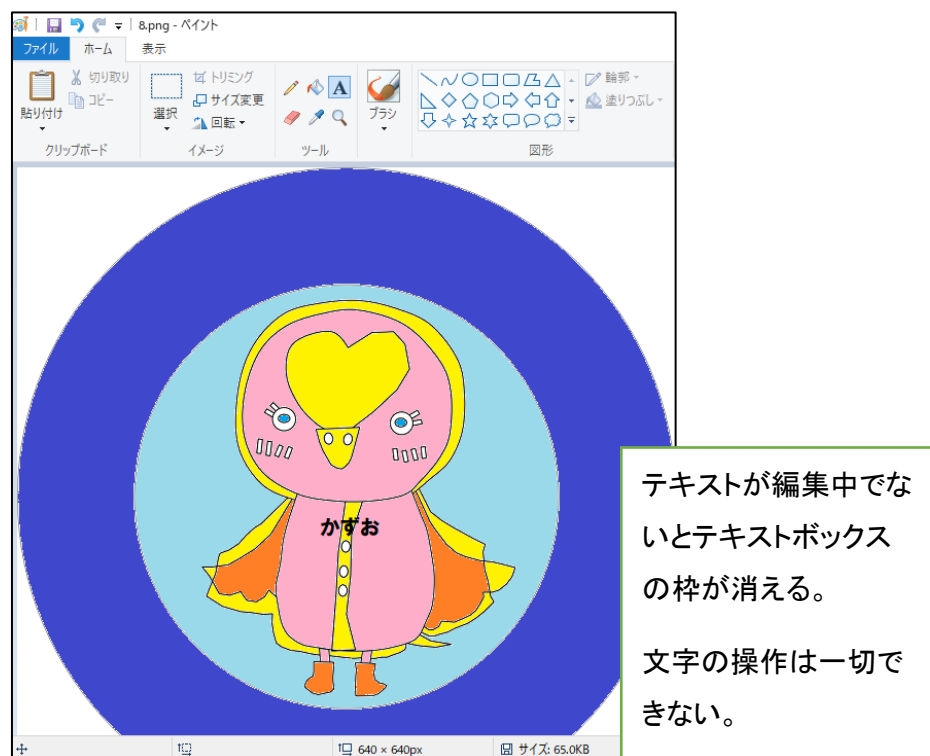 8.png - ペイント
ファイル ホーム 表示
貼り付け
切り取り
コピー
クリップボード
選択
トリミング
サイズ変更
回転
イメージ
A
ツール
ブラシ
輪郭
塗りつぶし
図形
かずお
テキストが編集中でな
いとテキストボックス
の枠が消える。
文字の操作は一切で
きない。
640 × 640px
サイズ: 65.0KB